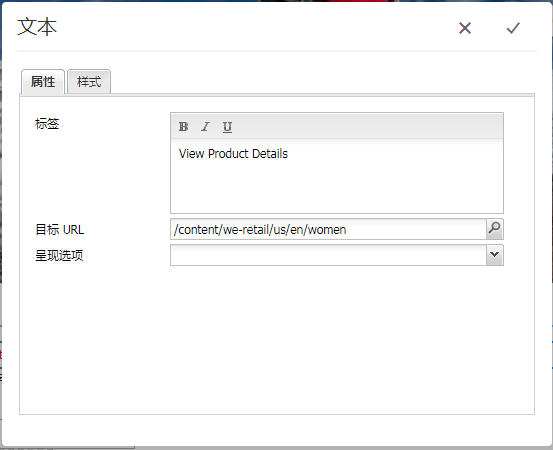 文本
属性
样式
标签
B I U
View Product Details
目标 URL
/content/we-retail/us/en/women
呈现选项